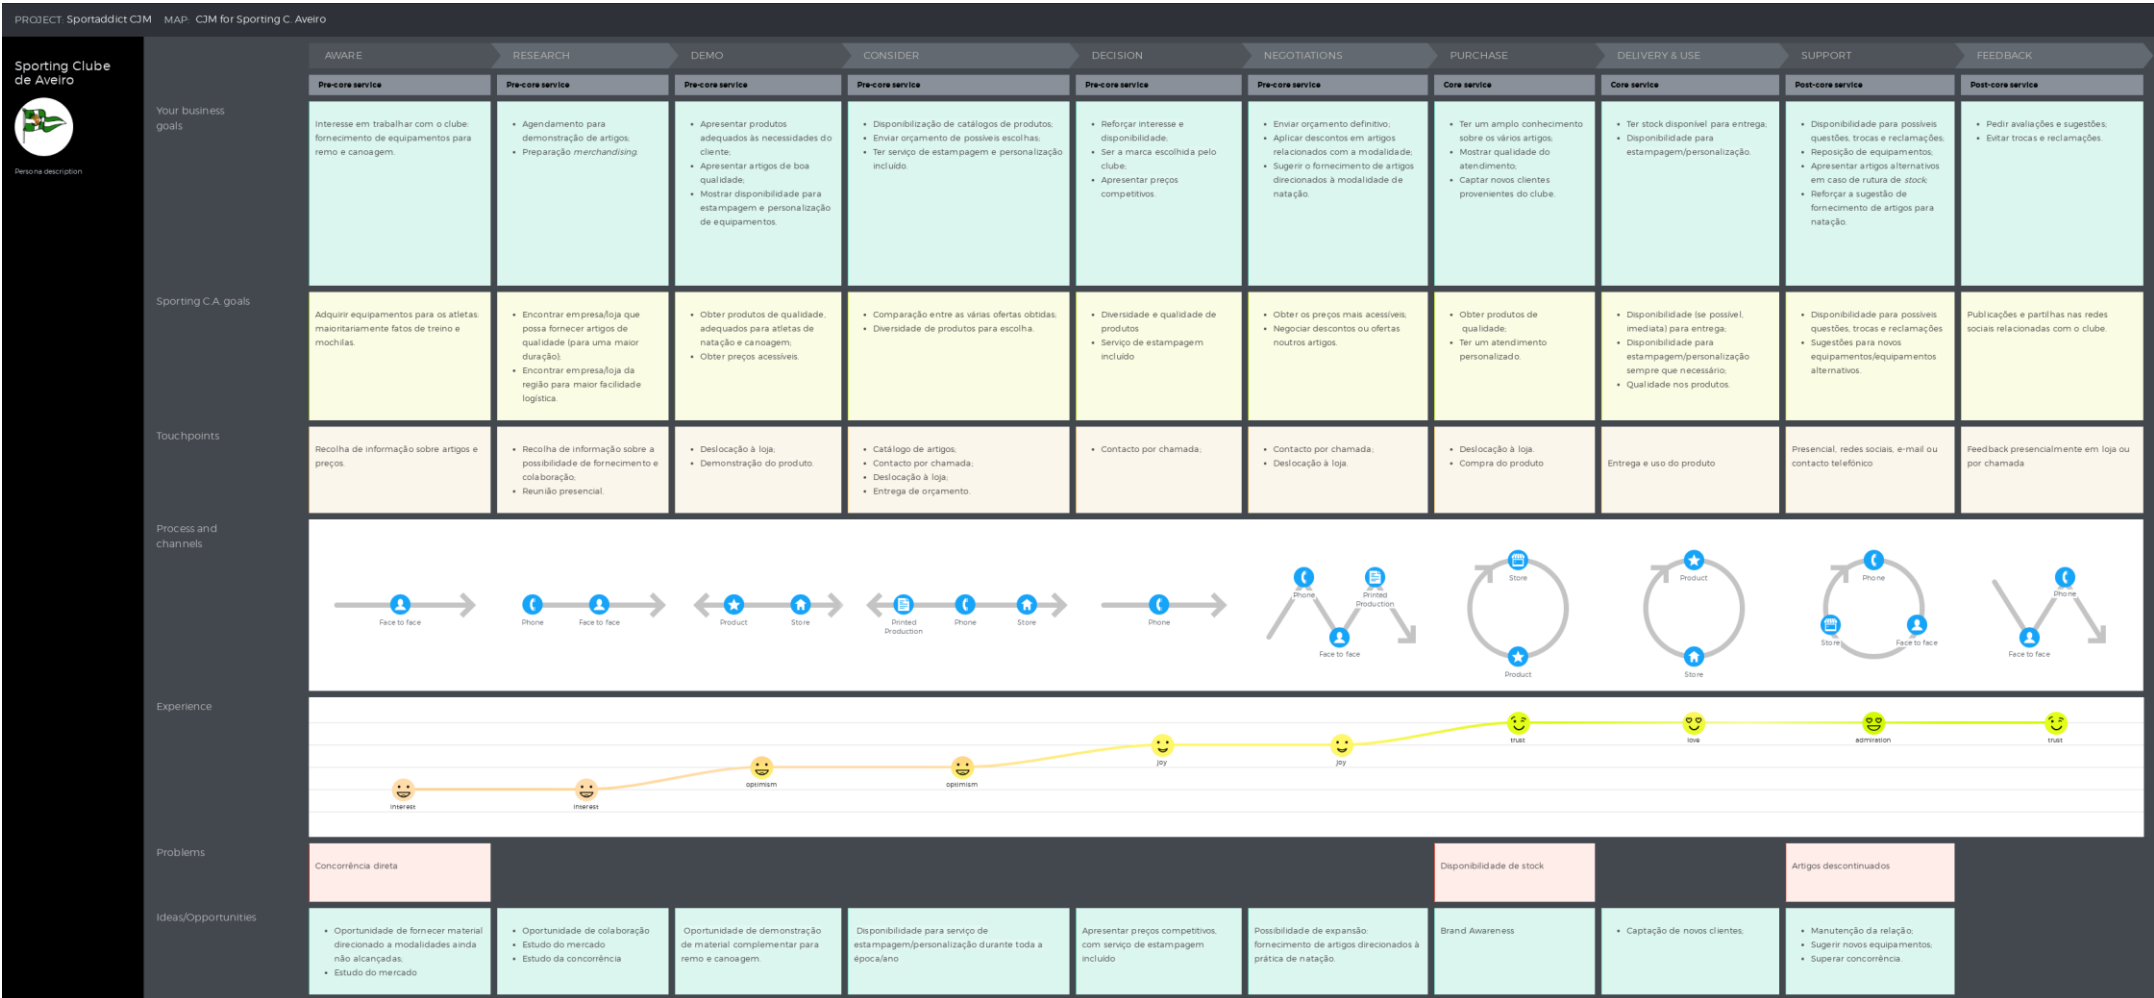 PROJECT: Sportaddict CJM MAP: CJM for Sporting C. Aveiro
Sporting Clube
de Aveiro
Persona description
AWARE
RESEARCH
DEMO
CONSIDER
DECISION
NEGOTIATIONS
PURCHASE
DELIVERY & USE
SUPPORT
FEEDBACK
Pre-core service
Pre-core service
Pre-core service
Pre-core service
Pre-core service
Pre-core service
Core service
Core service
Post-core service
Post-core service
Your business
goals
Interesse em trabalhar com o clube:
fornecimento de equipamentos para
remo e canoagem.
• Agendamento para
demonstração de artigos;
• Preparação merchandising.
• Apresentar produtos
adequados às necessidades do
cliente;
• Apresentar artigos de boa
qualidade;
• Mostrar disponibilidade para
estampagem e personalização
de equipamentos.
• Disponibilização de catálogos de produtos;
• Enviar orçamento de possíveis escolhas;
• Ter serviço de estampagem e personalização
incluído.
• Reforçar interesse e
disponibilidade;
• Ser a marca escolhida pelo
clube;
• Apresentar preços
competitivos.
• Enviar orçamento definitivo;
• Aplicar descontos em artigos
relacionados com a modalidade;
• Sugerir o fornecimento de artigos
direcionados à modalidade de
natação.
• Ter um amplo conhecimento
sobre os vários artigos;
• Mostrar qualidade do
atendimento;
• Captar novos clientes
provenientes do clube.
• Ter stock disponível para entrega;
• Disponibilidade para
estampagem/personalização.
• Disponibilidade para possíveis
questões, trocas e reclamações;
• Reposição de equipamentos;
• Apresentar artigos alternativos
em caso de rutura de stock;
• Reforçar a sugestão de
fornecimento de artigos para
natação.
• Pedir avaliações e sugestões;
• Evitar trocas e reclamações.
Sporting C.A. goals
Adquirir equipamentos para os atletas:
maioritariamente fatos de treino e
mochilas.
• Encontrar empresa/loja que
possa fornecer artigos de
qualidade (para uma maior
duração);
• Encontrar empresa/loja da
região para maior facilidade
logística.
• Obter produtos de qualidade,
adequados para atletas de
natação e canoagem;
• Obter preços acessíveis.
• Comparação entre as várias ofertas obtidas;
• Diversidade de produtos para escolha.
• Diversidade e qualidade de
produtos
• Serviço de estampagem
incluído
• Obter os preços mais acessíveis;
• Negociar descontos ou ofertas
noutros artigos.
• Obter produtos de
qualidade;
• Ter um atendimento
personalizado.
• Disponibilidade (se possível,
imediata) para entrega;
• Disponibilidade para
estampagem/personalização
sempre que necessário;
• Qualidade nos produtos.
• Disponibilidade para possíveis
questões, trocas e reclamações
• Sugestões para novos
equipamentos/equipamentos
alternativos.
Publicações e partilhas nas redes
sociais relacionadas com o clube.
Touchpoints
Recolha de informação sobre artigos e
preços.
• Recolha de informação sobre a
possibilidade de fornecimento e
colaboração;
• Reunião presencial.
• Deslocação à loja;
• Demonstração do produto.
• Catálogo de artigos;
• Contacto por chamada;
• Deslocação à loja;
• Entrega de orçamento.
• Contacto por chamada;
• Contacto por chamada;
• Deslocação à loja.
• Deslocação à loja.
• Compra do produto
Entrega e uso do produto
Presencial, redes sociais, e-mail ou
contacto telefónico
Feedback presencialmente em loja ou
por chamada
Process and
channels
Face to face
Phone
Face to face
Product
Store
Printed
Production
Phone
Store
Phone
Phone
Face to face
Printed
Production
Store
Product
Product
Store
Phone
Store
Face to face
Face to face
Phone
Experience
interest
interest
optimism
optimism
joy
joy
trust
love
admiration
trust
Problems
Concorrência direta
Disponibilidade de stock
Artigos descontinuados
Ideas/Opportunities
• Oportunidade de fornecer material
direcionado a modalidades ainda
não alcançadas;
• Estudo do mercado
• Oportunidade de colaboração
• Estudo do mercado
• Estudo da concorrência
Oportunidade de demonstração
de material complementar para
remo e canoagem.
Disponibilidade para serviço de
estampagem/personalização durante toda a
época/ano
Apresentar preços competitivos,
com serviço de estampagem
incluído
Possibilidade de expansão:
fornecimento de artigos direcionados à
prática de natação.
Brand Awareness
• Captação de novos clientes;
• Manutenção da relação;
• Sugerir novos equipamentos;
• Superar concorrência.